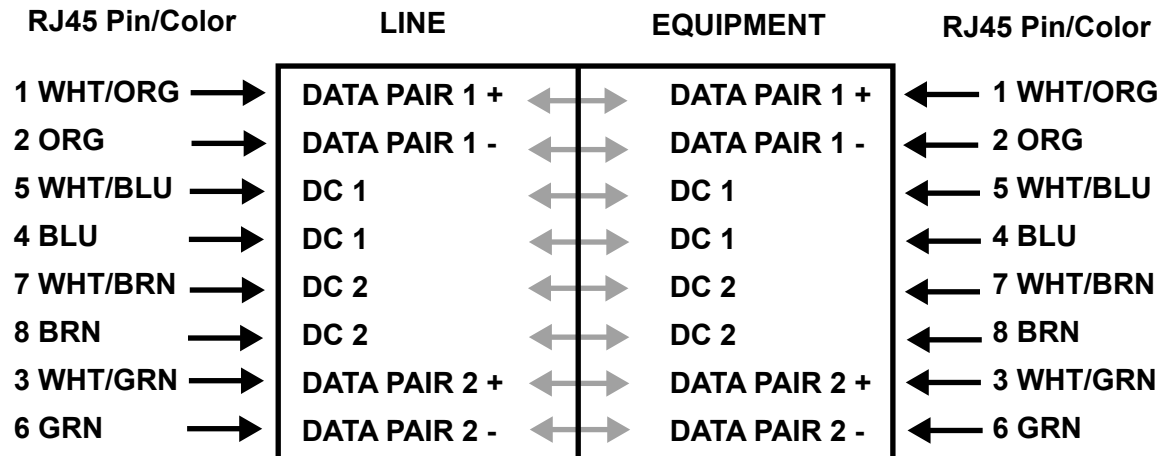 RJ45 Pin/Color LINE EQUIPMENT RJ45 Pin/Color
1 WHT/ORG DATA PAIR 1 + DATA PAIR 1 + 1 WHT/ORG
2 ORG DATA PAIR 1 - DATA PAIR 1 - 2 ORG
5 WHT/BLU DC 1 DC 1 5 WHT/BLU
4 BLU DC 1 DC 1 4 BLU
7 WHT/BRN DC 2 DC 2 7 WHT/BRN
8 BRN DC 2 DC 2 8 BRN
3 WHT/GRN DATA PAIR 2 + DATA PAIR 2 + 3 WHT/GRN
6 GRN DATA PAIR 2 - DATA PAIR 2 - 6 GRN